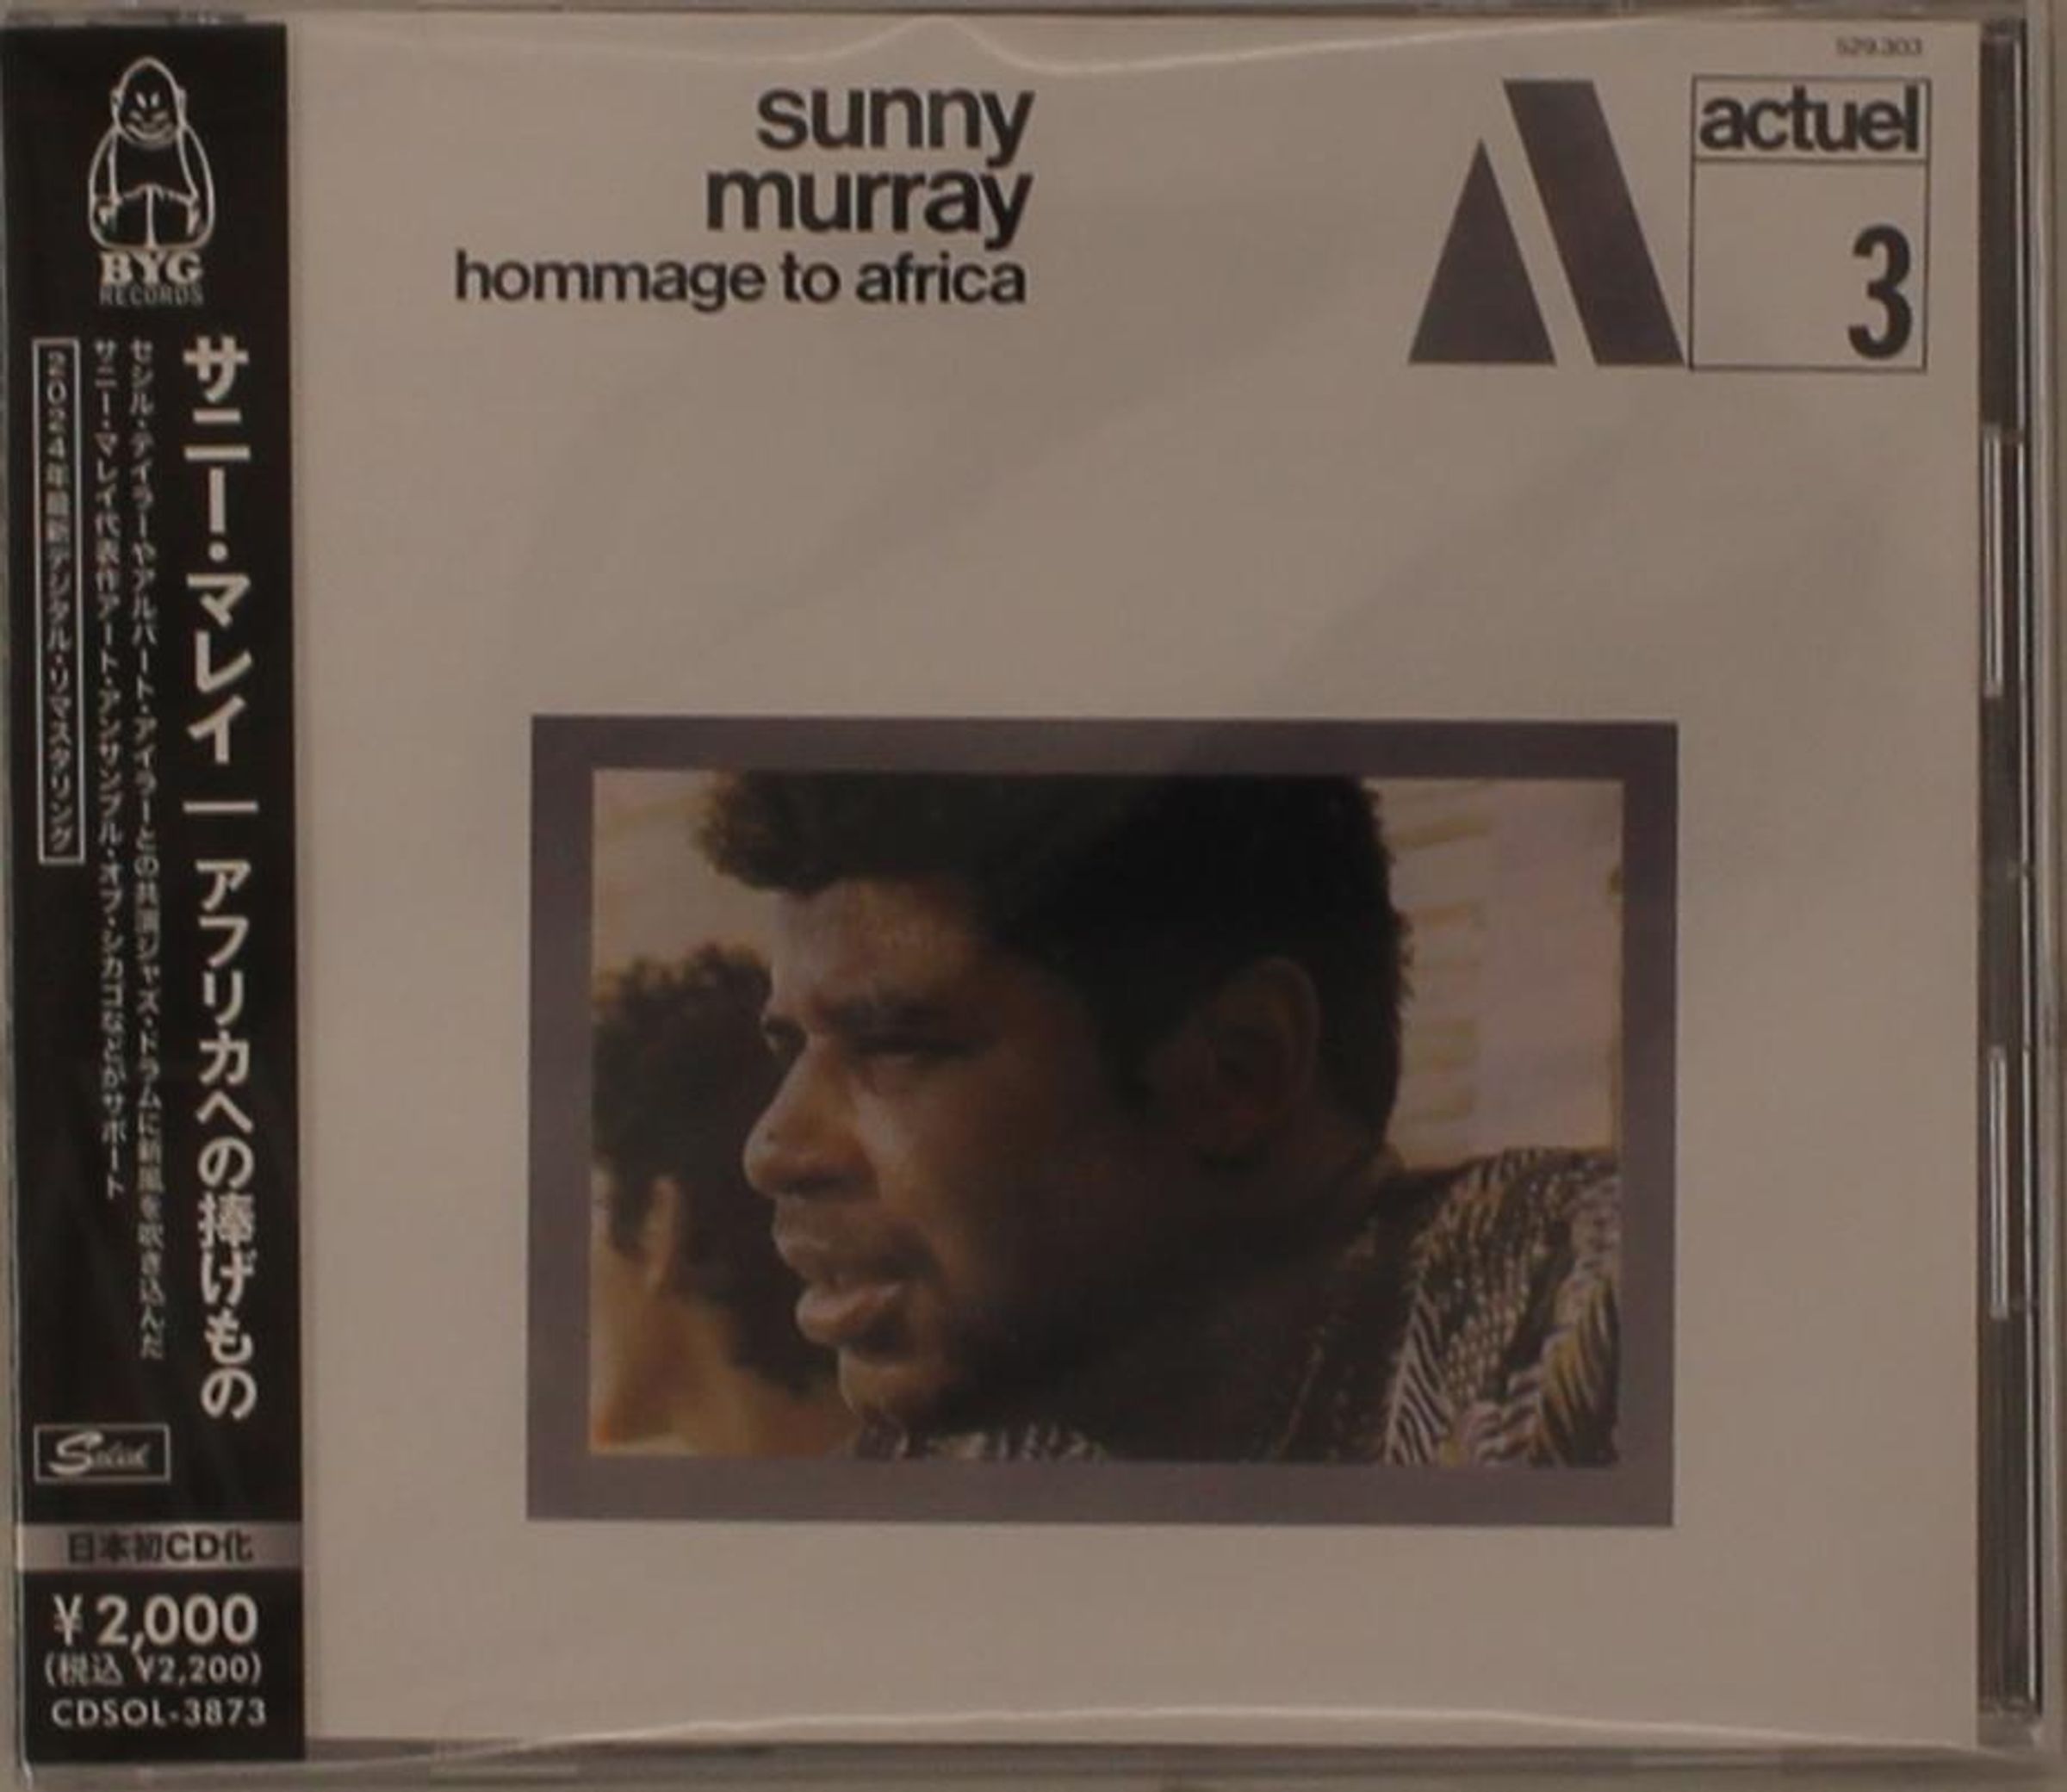 529.303
sunny
murray
hommage to africa
actuel
3
BYG
RECORDS
サニー・マレイ | アフリカへの捧げもの
セシル・テイラーやアルバート・アイラーとの共演ジャズ・ドラムに新風を吹き込んだ
サニー・マレイ代表作アート・アンサンブル・オブ・シカゴなどがサポート
2024年最新デジタル・リマスタリング
Solid
日本初CD化
¥2,000
(税込 ¥2,200)
CDSOL-3873